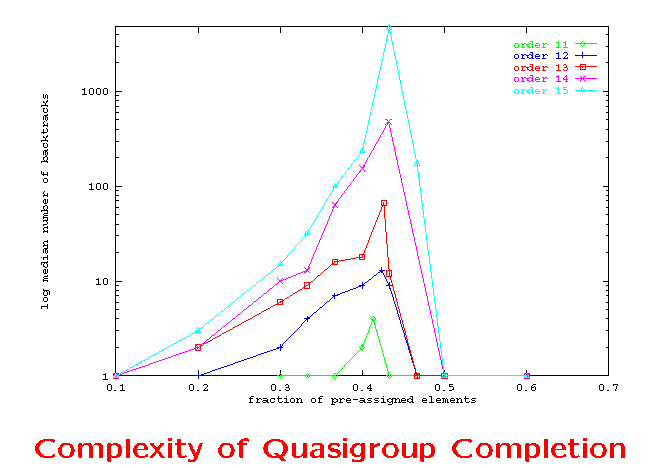 order 11
order 12
order 13
order 14
order 15
1000
100
10
1
log median number of backtracks
0.1 0.2 0.3 0.4 0.5 0.6 0.7
fraction of pre-assigned elements
Complexity of Quasigroup Completion